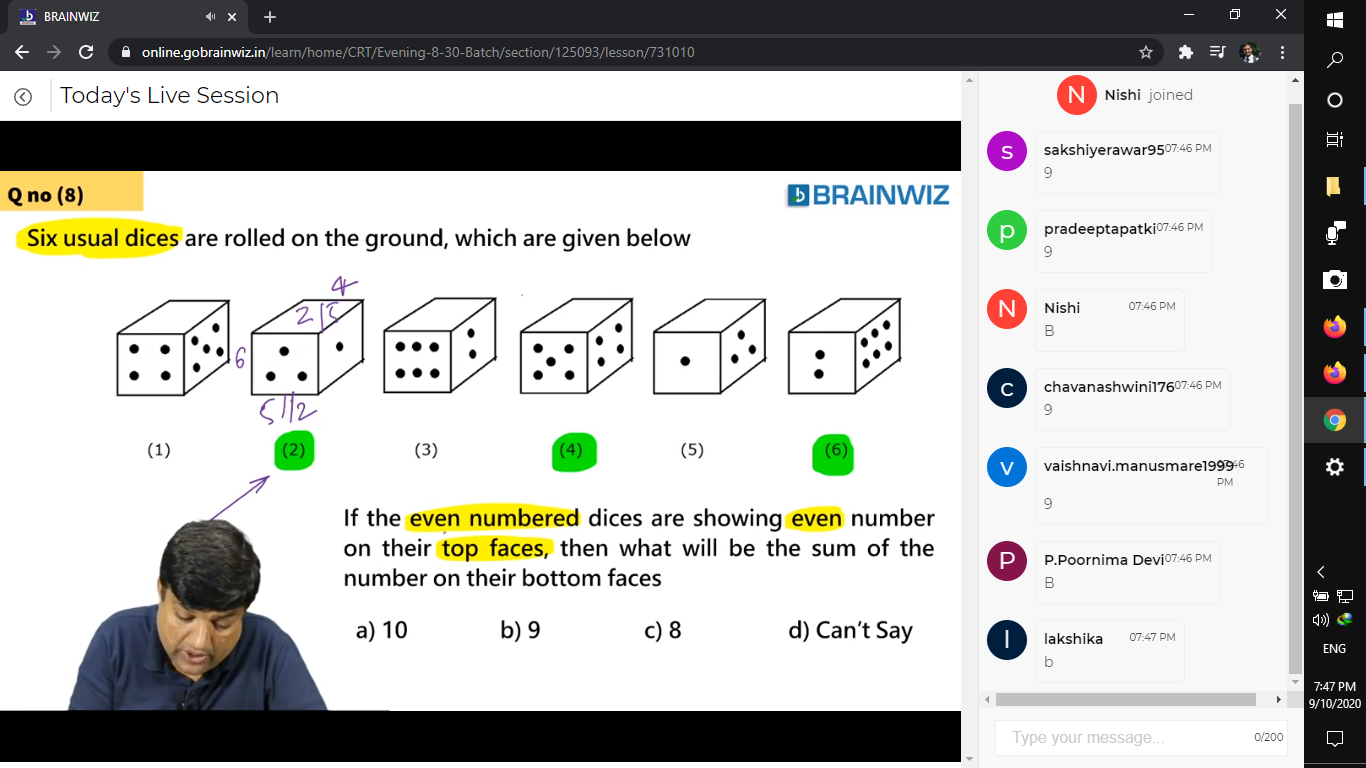 BRAINWIZ
online.gobrainwiz.in/learn/home/CRT/Evening-8-30-Batch/section/125093/lesson/731010
Today's Live Session
Q no (8)
BRAINWIZ
Six usual dices are rolled on the ground, which are given below
4
2 | 5
6
5 || 2
(1) (2) (3) (4) (5) (6)
If the even numbered dices are showing even number
on their top faces, then what will be the sum of the
number on their bottom faces
a) 10 b) 9 c) 8 d) Can't Say
N Nishi joined
s sakshiyerawar95 07:46 PM
9
p pradeeptapatki 07:46 PM
9
N Nishi 07:46 PM
B
c chavanashwini176 07:46 PM
9
v vaishnavi.manusmare1999 07:46
PM
9
P P.Poornima Devi 07:46 PM
B
l lakshika 07:47 PM
b
Type your message... 0/200
ENG
7:47 PM
9/10/2020